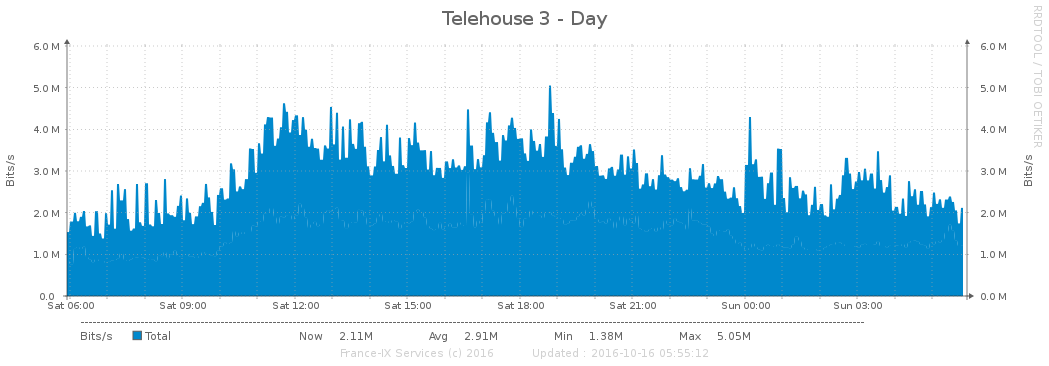 Telehouse 3 - Day
RRDTOOL / TOBI OETIKER
Bits/s
6.0 M 6.0 M
5.0 M 5.0 M
4.0 M 4.0 M
3.0 M 3.0 M
2.0 M 2.0 M
1.0 M 1.0 M
0.0 0.0 M
Bits/s
Sat 06:00 Sat 09:00 Sat 12:00 Sat 15:00 Sat 18:00 Sat 21:00 Sun 00:00 Sun 03:00
Bits/s Total Now 2.11M Avg 2.91M Min 1.38M Max 5.05M
France-IX Services (c) 2016 Updated : 2016-10-16 05:55:12